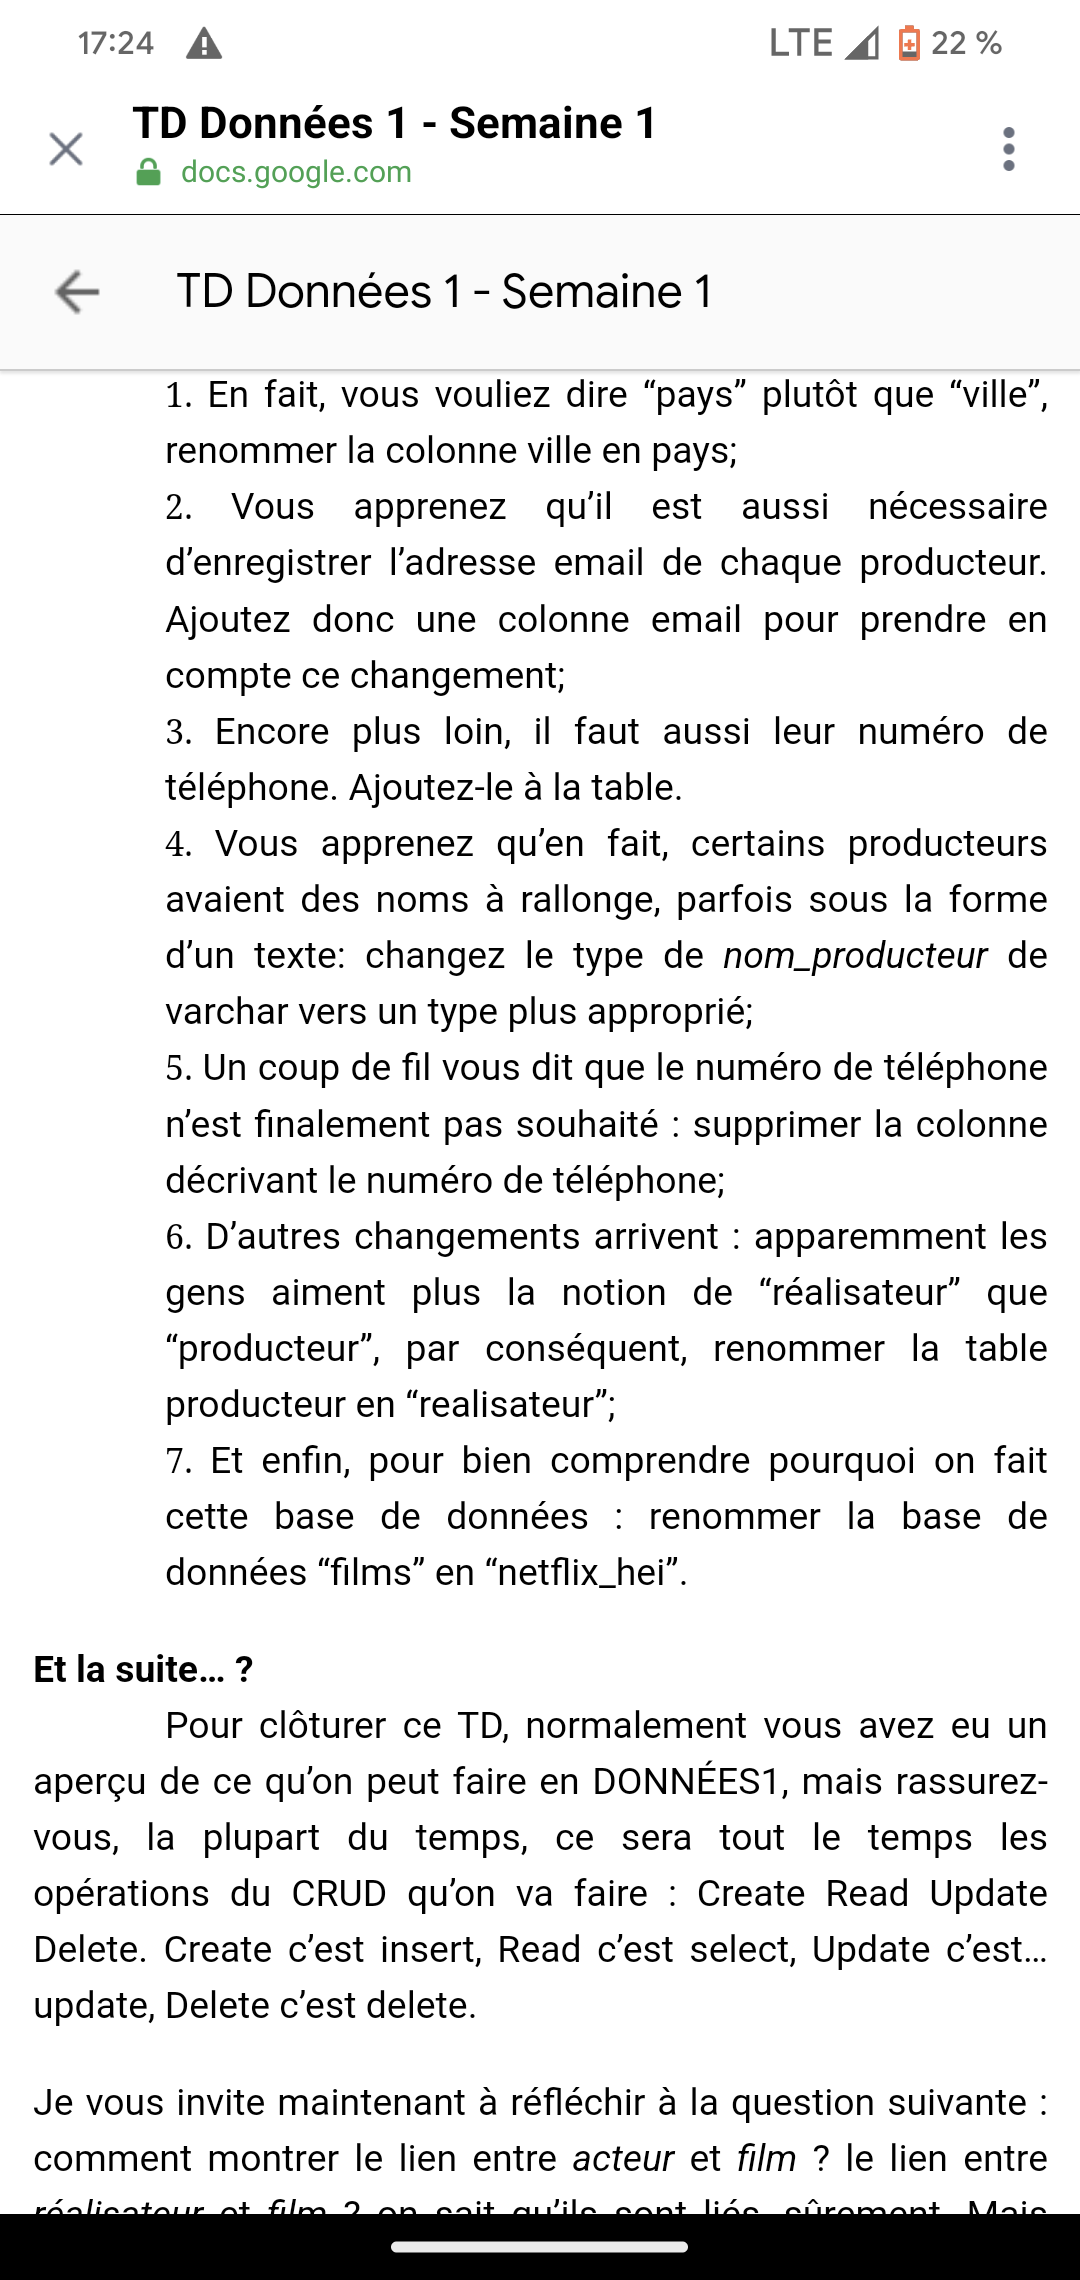 17:24
LTE 22 %
TD Données 1 - Semaine 1
docs.google.com
TD Données 1 - Semaine 1
1. En fait, vous vouliez dire “pays” plutôt que “ville”,
renommer la colonne ville en pays;
2. Vous apprenez qu’il est aussi nécessaire
d’enregistrer l’adresse email de chaque producteur.
Ajoutez donc une colonne email pour prendre en
compte ce changement;
3. Encore plus loin, il faut aussi leur numéro de
téléphone. Ajoutez-le à la table.
4. Vous apprenez qu’en fait, certains producteurs
avaient des noms à rallonge, parfois sous la forme
d’un texte: changez le type de nom_producteur de
varchar vers un type plus approprié;
5. Un coup de fil vous dit que le numéro de téléphone
n’est finalement pas souhaité : supprimer la colonne
décrivant le numéro de téléphone;
6. D’autres changements arrivent : apparemment les
gens aiment plus la notion de “réalisateur” que
“producteur”, par conséquent, renommer la table
producteur en “realisateur”;
7. Et enfin, pour bien comprendre pourquoi on fait
cette base de données : renommer la base de
données “films” en “netflix_hei”.
Et la suite... ?
Pour clôturer ce TD, normalement vous avez eu un
aperçu de ce qu’on peut faire en DONNÉES1, mais rassurez-
vous, la plupart du temps, ce sera tout le temps les
opérations du CRUD qu’on va faire : Create Read Update
Delete. Create c’est insert, Read c’est select, Update c’est...
update, Delete c’est delete.
Je vous invite maintenant à réfléchir à la question suivante :
comment montrer le lien entre acteur et film ? le lien entre
réalisateur et film ? on sait qu’ils sont liés, sûrement. Mais